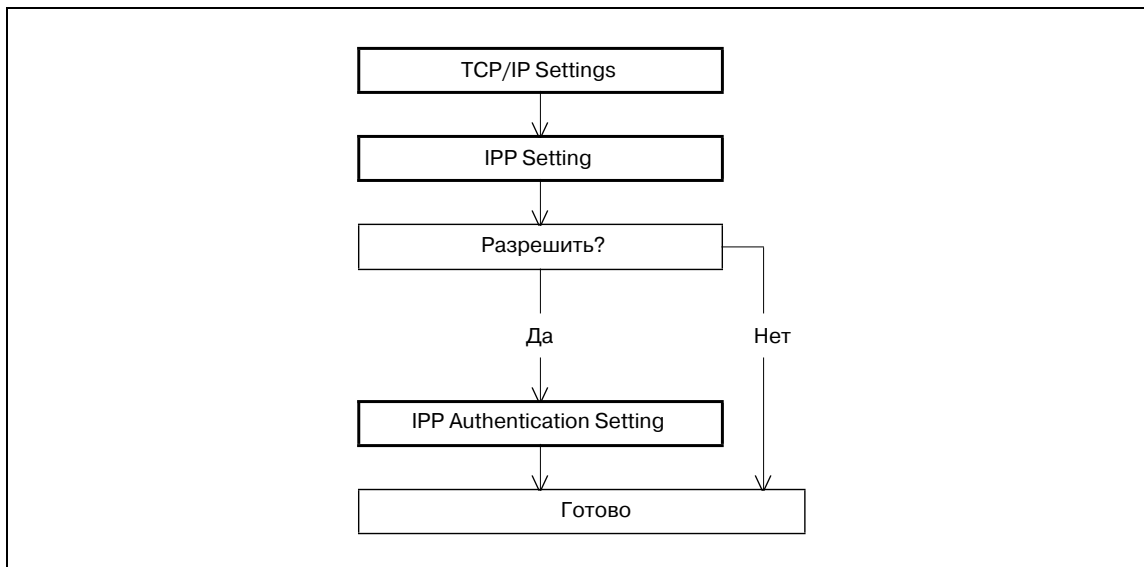 TCP/IP Settings
IPP Setting
Разрешить?
Да
Нет
IPP Authentication Setting
Готово